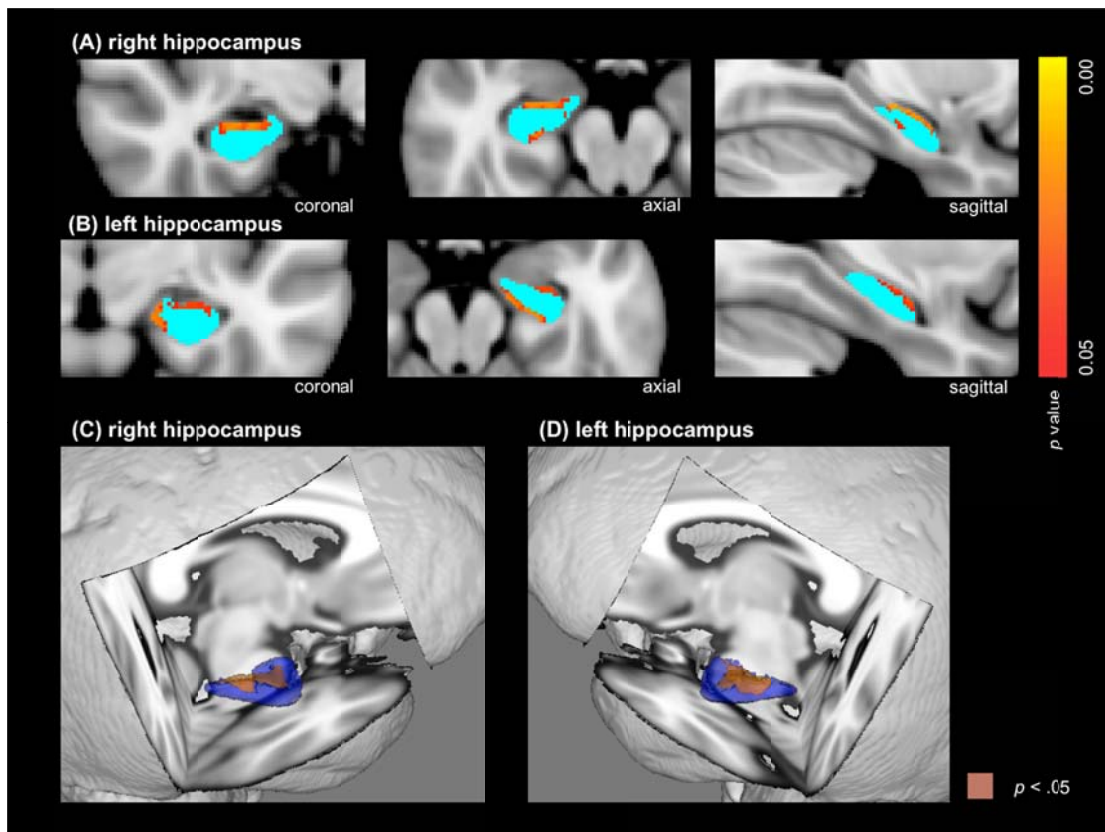 (A) right hippocampus
coronal
axial
sagittal
(B) left hippocampus
coronal
axial
sagittal
0.00
0.05
p value
(C) right hippocampus
(D) left hippocampus
p < .05